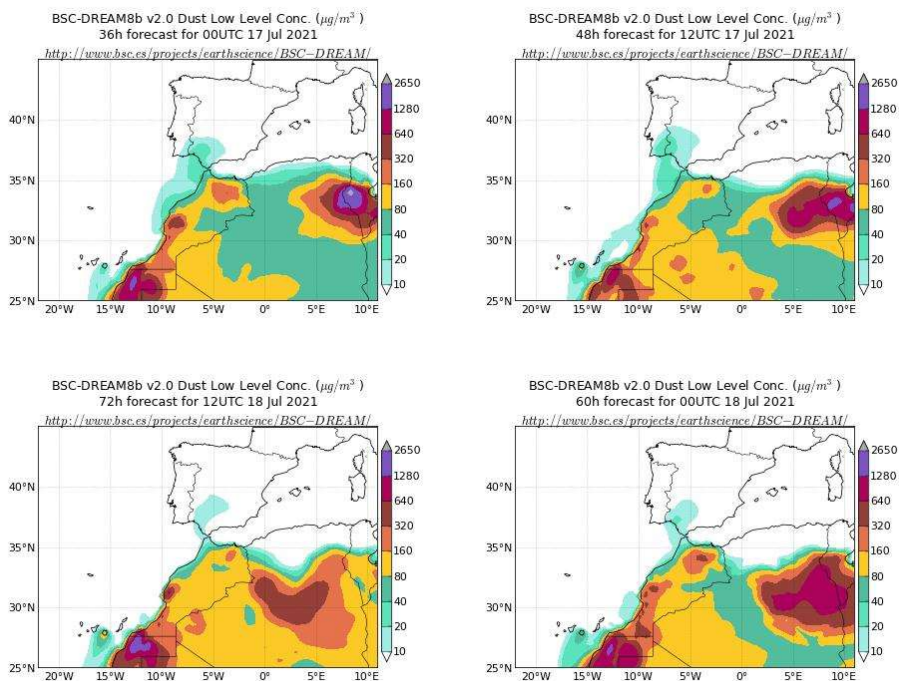 BSC-DREAM8b v2.0 Dust Low Level Conc. (μg/m³ )
36h forecast for 00UTC 17 Jul 2021
http://www.bsc.es/projects/earthscience/BSC−DREAM/
2650
1280
640
320
160
80
40
20
10
40°N
35°N
30°N
25°N
20°W 15°W 10°W 5°W 0°E 5°E 10°E
BSC-DREAM8b v2.0 Dust Low Level Conc. (μg/m³ )
48h forecast for 12UTC 17 Jul 2021
http://www.bsc.es/projects/earthscience/BSC−DREAM/
2650
1280
640
320
160
80
40
20
10
40°N
35°N
30°N
25°N
20°W 15°W 10°W 5°W 0°E 5°E 10°E
BSC-DREAM8b v2.0 Dust Low Level Conc. (μg/m³ )
72h forecast for 12UTC 18 Jul 2021
http://www.bsc.es/projects/earthscience/BSC−DREAM/
2650
1280
640
320
160
80
40
20
10
40°N
35°N
30°N
25°N
20°W 15°W 10°W 5°W 0°E 5°E 10°E
BSC-DREAM8b v2.0 Dust Low Level Conc. (μg/m³ )
60h forecast for 00UTC 18 Jul 2021
http://www.bsc.es/projects/earthscience/BSC−DREAM/
2650
1280
640
320
160
80
40
20
10
40°N
35°N
30°N
25°N
20°W 15°W 10°W 5°W 0°E 5°E 10°E